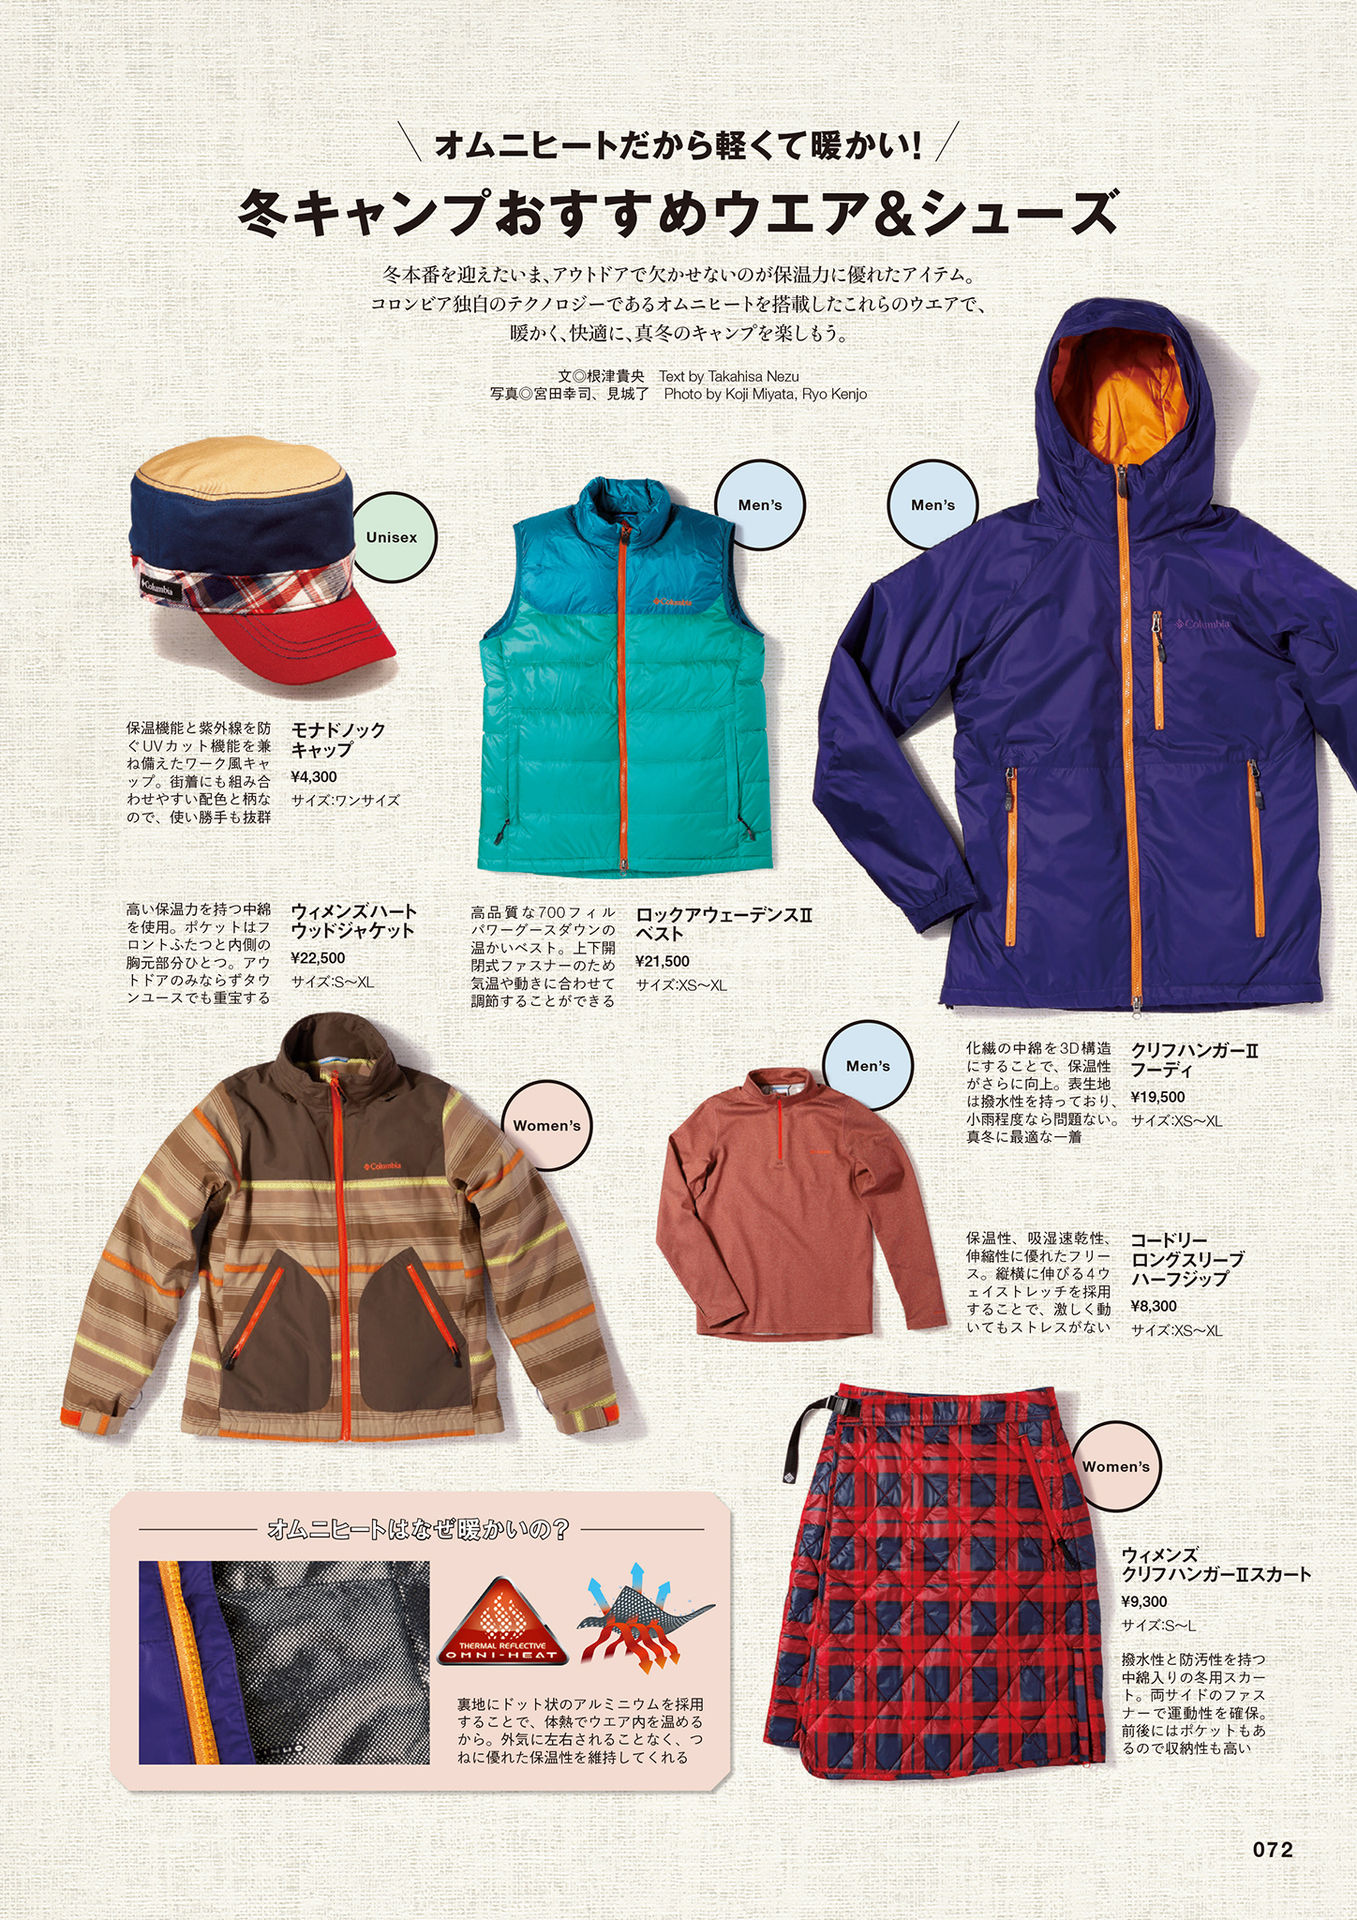 オムニヒートだから軽くて暖かい!
冬キャンプおすすめウエア&シューズ
冬本番を迎えたいま、アウトドアで欠かせないのが保温力に優れたアイテム。
コロンビア独自のテクノロジーであるオムニヒートを搭載したこれらのウエアで、
暖かく、快適に、真冬のキャンプを楽しもう。
文◎根津貴央 Text by Takahisa Nezu
写真◎宮田幸司、見城了 Photo by Koji Miyata, Ryo Kenjo
Unisex
Columbia
保温機能と紫外線を防
ぐUVカット機能を兼
ね備えたワーク風キャ
ップ。街着にも組み合
わせやすい配色と柄な
ので、使い勝手も抜群
モナドノック
キャップ
¥4,300
サイズ:ワンサイズ
Men's
Columbia
高品質な700フィル
パワーグースダウンの
温かいベスト。上下開
閉式ファスナーのため
気温や動きに合わせて
調節することができる
ロックアウェーデンスⅡ
ベスト
¥21,500
サイズ:XS〜XL
Men's
Columbia
化繊の中綿を3D構造
にすることで、保温性
がさらに向上。表生地
は撥水性を持っており、
小雨程度なら問題ない。
真冬に最適な一着
クリフハンガーⅡ
フーディ
¥19,500
サイズ:XS〜XL
高い保温力を持つ中綿
を使用。ポケットはフ
ロントふたつと内側の
胸元部分ひとつ。アウ
トドアのみならずタウ
ンユースでも重宝する
ウィメンズハート
ウッドジャケット
¥22,500
サイズ:S〜XL
Women's
Columbia
Men's
保温性、吸湿速乾性、
伸縮性に優れたフリー
ス。縦横に伸びる4ウ
ェイストレッチを採用
することで、激しく動
いてもストレスがない
コードリー
ロングスリーブ
ハーフジップ
¥8,300
サイズ:XS〜XL
Women's
ウィメンズ
クリフハンガーⅡスカート
¥9,300
サイズ:S〜L
撥水性と防汚性を持つ
中綿入りの冬用スカー
ト。両サイドのファス
ナーで運動性を確保。
前後にはポケットもあ
るので収納性も高い
オムニヒートはなぜ暖かいの?
THERMAL REFLECTIVE
OMNI-HEAT
裏地にドット状のアルミニウムを採用
することで、体熱でウエア内を温める
から。外気に左右されることなく、つ
ねに優れた保温性を維持してくれる
072